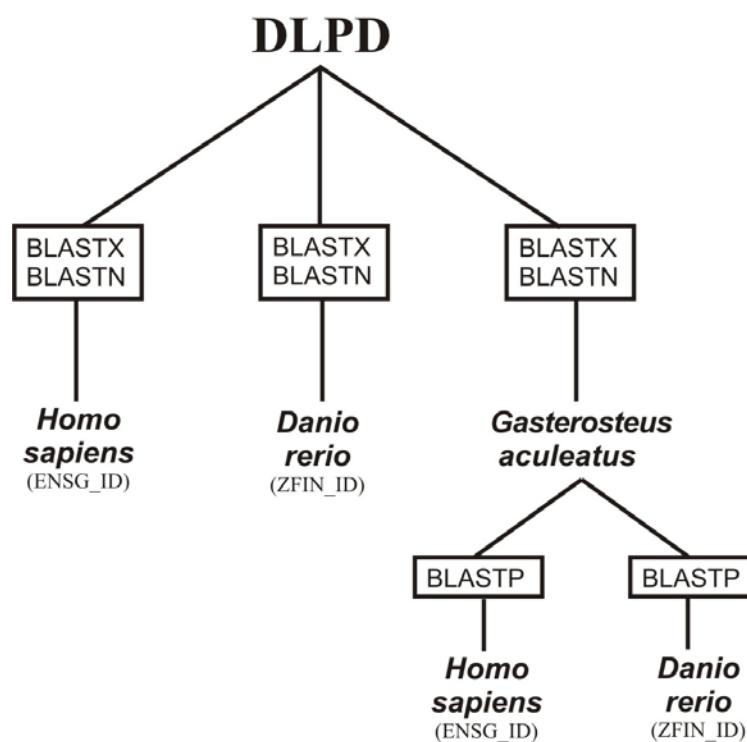 DLPD
BLASTX
BLASTN
BLASTX
BLASTN
BLASTX
BLASTN
Homo
sapiens
(ENSG_ID)
Danio
rerio
(ZFIN_ID)
Gasterosteus
aculeatus
BLASTP
BLASTP
Homo
sapiens
(ENSG_ID)
Danio
rerio
(ZFIN_ID)